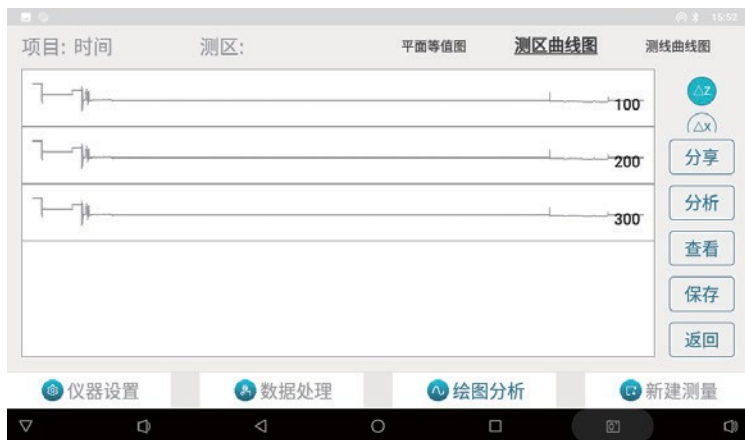 15:52
项目: 时间 测区: 平面等值图 测区曲线图 测线曲线图
100
200
300
△Z
△X
分享
分析
查看
保存
返回
仪器设置 数据处理 绘图分析 新建测量